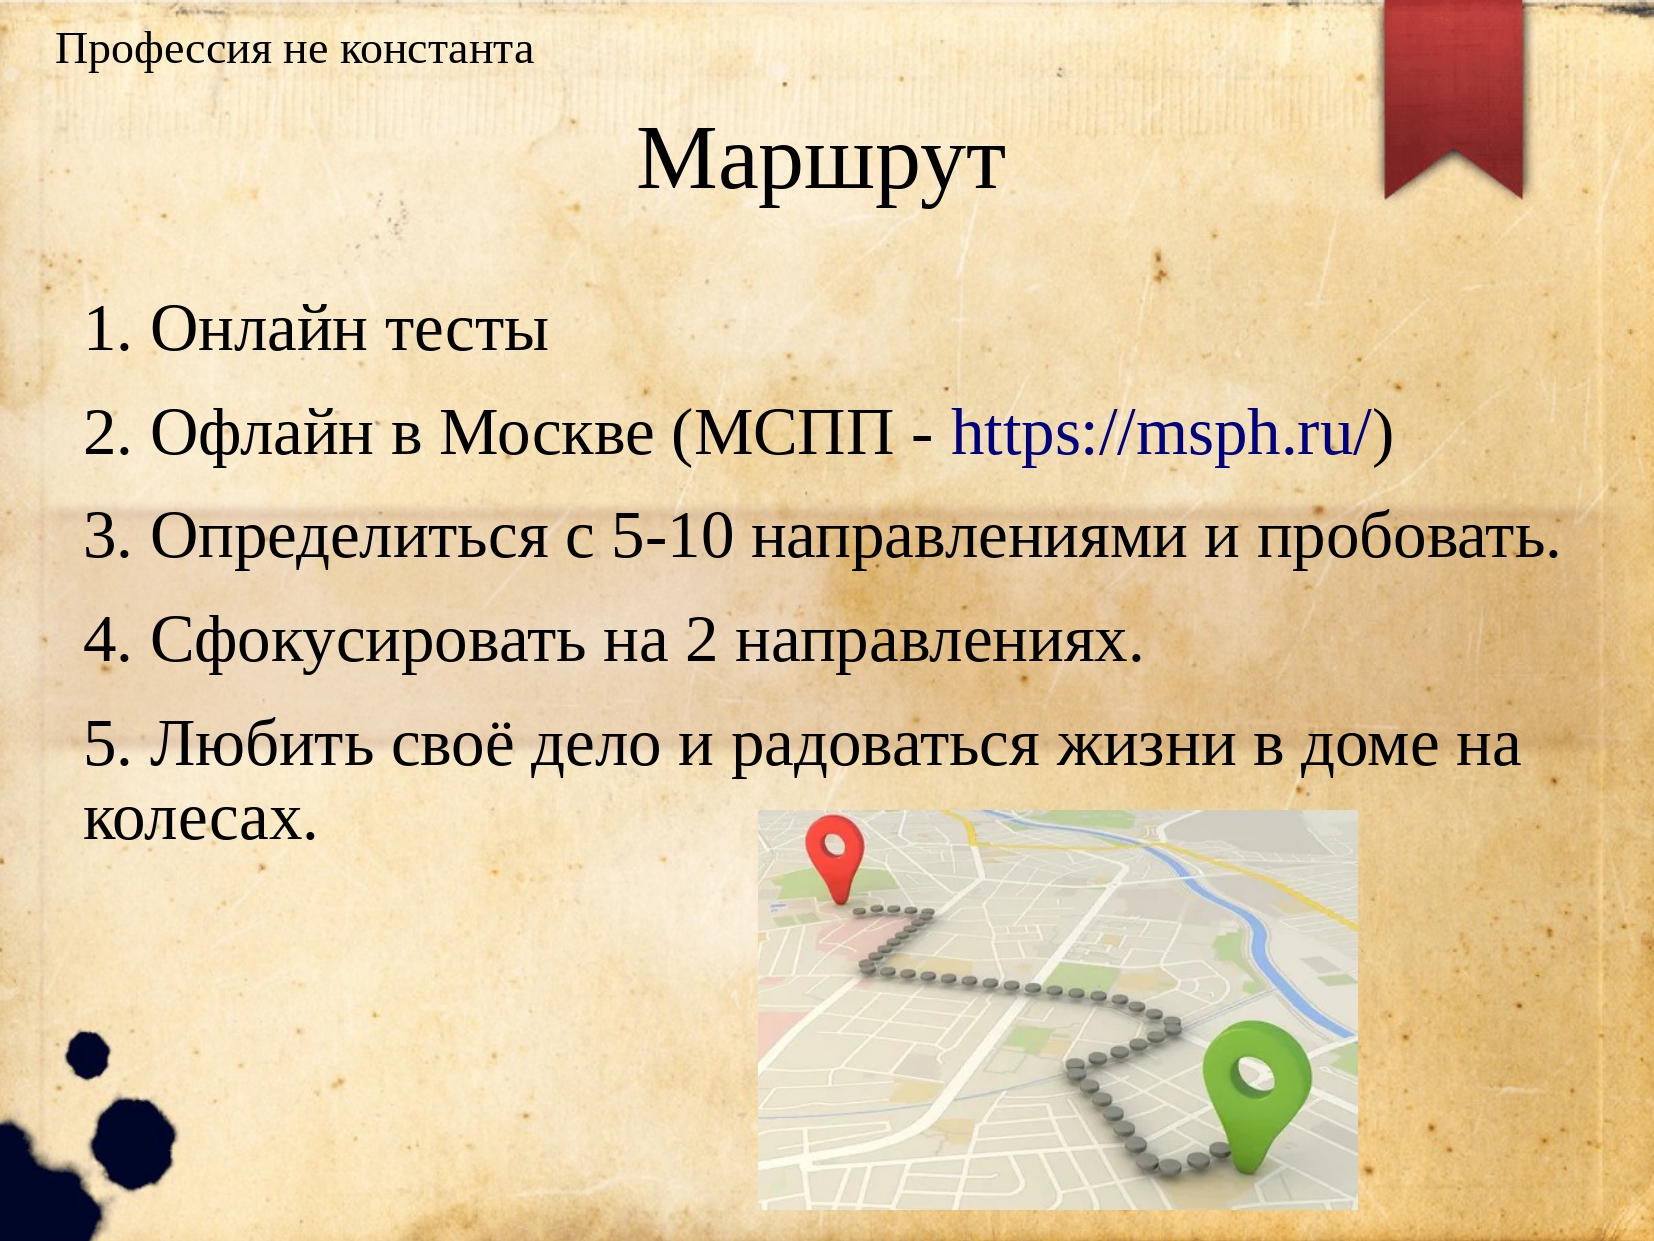 Профессия не константа
Маршрут
1. Онлайн тесты
2. Офлайн в Москве (МСПП - https://msph.ru/)
3. Определиться с 5-10 направлениями и пробовать.
4. Сфокусировать на 2 направлениях.
5. Любить своё дело и радоваться жизни в доме на
колесах.